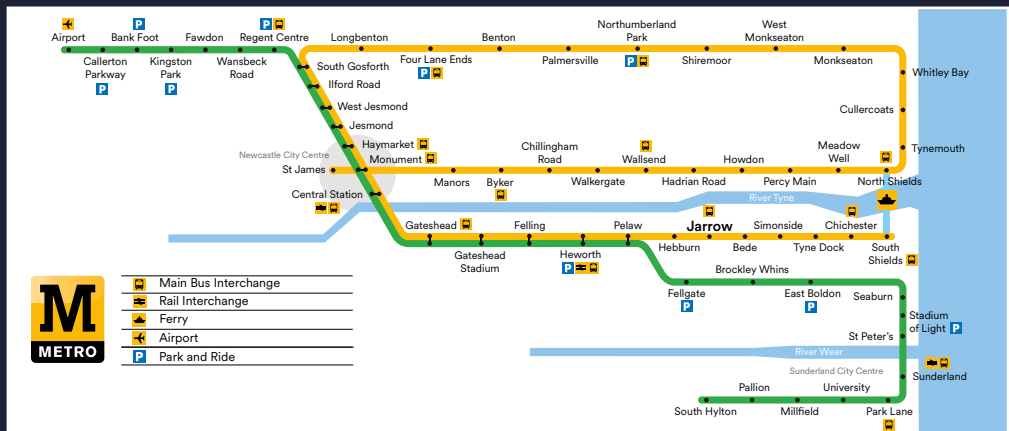 Airport
P
Bank Foot
Fawdon
P
Regent Centre
Callerton
Parkway
P
Kingston
Park
P
Wansbeck
Road
Longbenton
Four Lane Ends
P
Benton
Palmersville
Northumberland
Park
P
Shiremoor
West
Monkseaton
Monkseaton
Whitley Bay
Cullercoats
Tynemouth
South Gosforth
Ilford Road
West Jesmond
Jesmond
Haymarket
Newcastle City Centre
Monument
St James
Central Station
Manors
Byker
Chillingham
Road
Walkergate
Wallsend
Hadrian Road
Howdon
Percy Main
Meadow
Well
North Shields
River Tyne
Gateshead
Gateshead
Stadium
Felling
Heworth
P
Pelaw
Hebburn
Jarrow
Bede
Simonside
Tyne Dock
Chichester
South
Shields
Fellgate
P
Brockley Whins
East Boldon
P
Seaburn
Stadium
of Light P
St Peter's
River Wear
Sunderland City Centre
Sunderland
Park Lane
University
Millfield
Pallion
South Hylton
M
METRO
Main Bus Interchange
Rail Interchange
Ferry
Airport
P Park and Ride